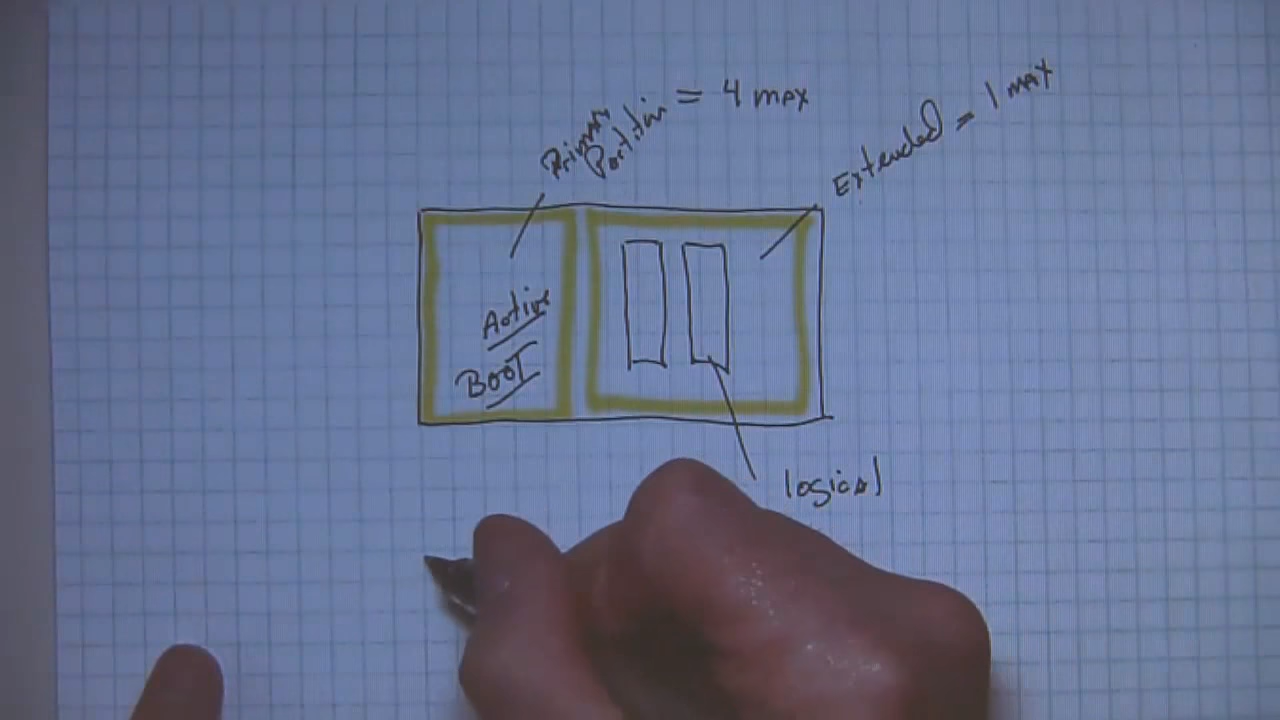 Primary
Partition = 4 MAX
Extended = 1 MAX
Active
BOOT
logical